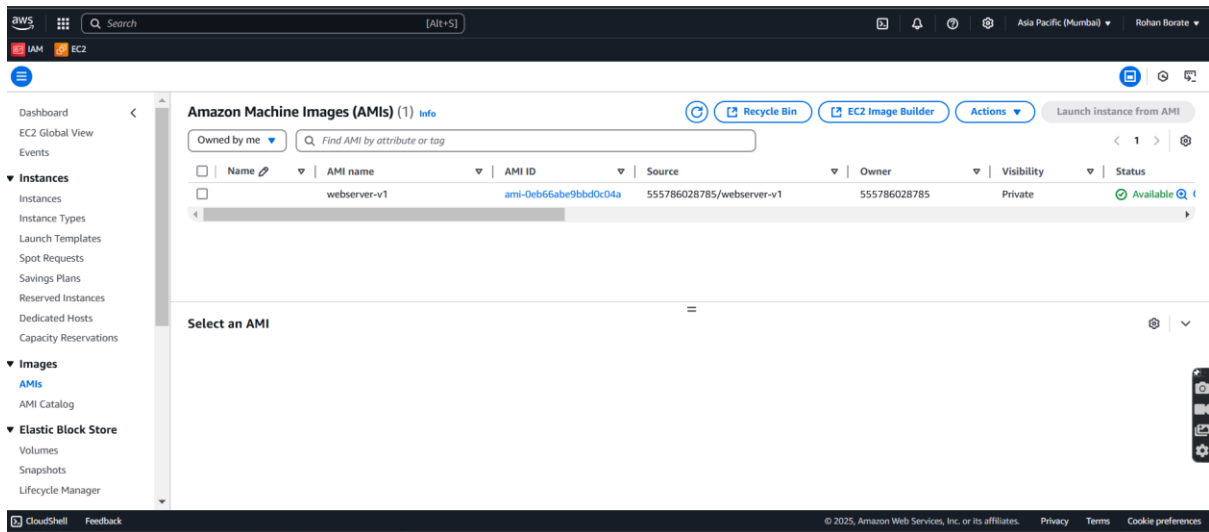 aws Search [Alt+S] Asia Pacific (Mumbai) Rohan Borate
IAM EC2
Dashboard
EC2 Global View
Events
Instances
Instances
Instance Types
Launch Templates
Spot Requests
Savings Plans
Reserved Instances
Dedicated Hosts
Capacity Reservations
Images
AMIs
AMI Catalog
Elastic Block Store
Volumes
Snapshots
Lifecycle Manager
Amazon Machine Images (AMIs) (1) Info Recycle Bin EC2 Image Builder Actions Launch instance from AMI
Owned by me Find AMI by attribute or tag 1
Name AMI name AMI ID Source Owner Visibility Status
webserver-v1 ami-0eb66abe9bbd0c04a 555786028785/webserver-v1 555786028785 Private Available
Select an AMI
CloudShell Feedback © 2025, Amazon Web Services, Inc. or its affiliates. Privacy Terms Cookie preferences